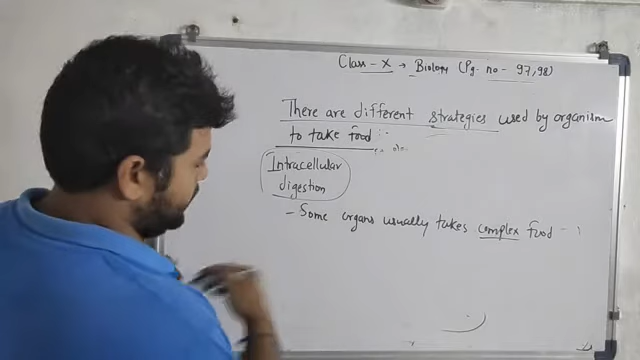 Class - X → Biology (Pg. no - 97,98)
There are different strategies used by organism
to take food :-
Intracellular
digestion
- Some organs usually takes complex food -